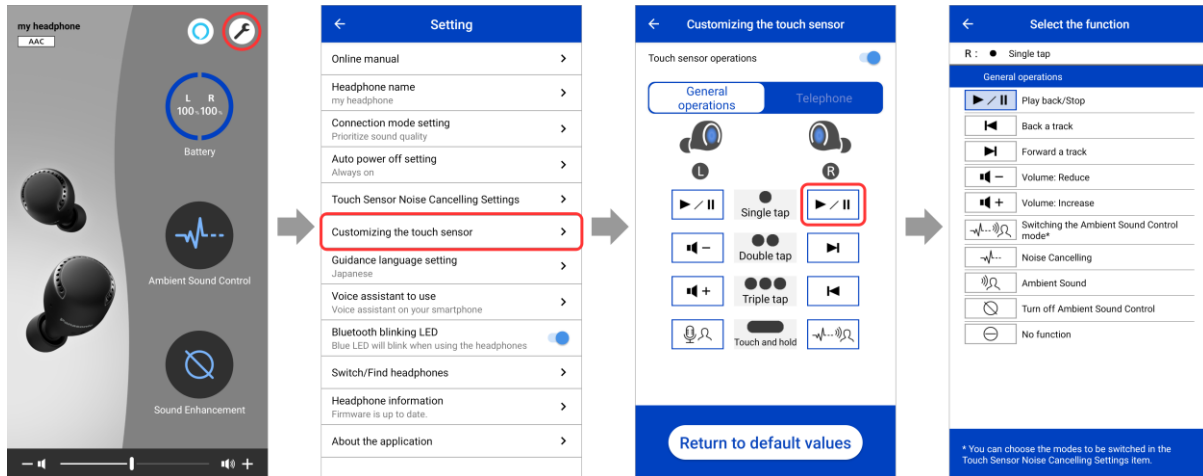 my headphone
AAC
L R
100% 100%
Battery
Ambient Sound Control
Sound Enhancement
Setting
Online manual
Headphone name
my headphone
Connection mode setting
Prioritize sound quality
Auto power off setting
Always on
Touch Sensor Noise Cancelling Settings
Customizing the touch sensor
Guidance language setting
Japanese
Voice assistant to use
Voice assistant on your smartphone
Bluetooth blinking LED
Blue LED will blink when using the headphones
Switch/Find headphones
Headphone information
Firmware is up to date.
About the application
Customizing the touch sensor
Touch sensor operations
General
operations
Telephone
L R
Single tap
Double tap
Triple tap
Touch and hold
Return to default values
Select the function
R : ● Single tap
General operations
Play back/Stop
Back a track
Forward a track
Volume: Reduce
Volume: Increase
Switching the Ambient Sound Control
mode*
Noise Cancelling
Ambient Sound
Turn off Ambient Sound Control
No function
* You can choose the modes to be switched in the
Touch Sensor Noise Cancelling Settings item.